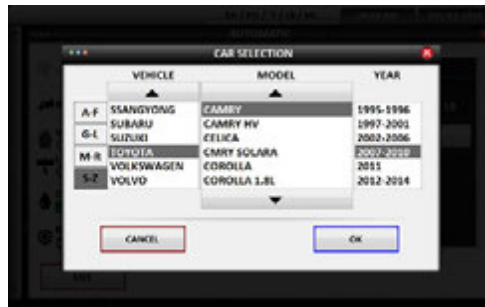 AUTOMATIC
CAR SELECTION
VEHICLE MODEL YEAR
A-F
G-L
M-R
S-Z
SSANGYONG
SUBARU
SUZUKI
TOYOTA
VOLKSWAGEN
VOLVO
CAMRY
CAMRY HV
CELICA
CMRY SOLARA
COROLLA
COROLLA 1.8L
1995-1996
1997-2001
2002-2006
2007-2010
2011
2012-2014
CANCEL
OK